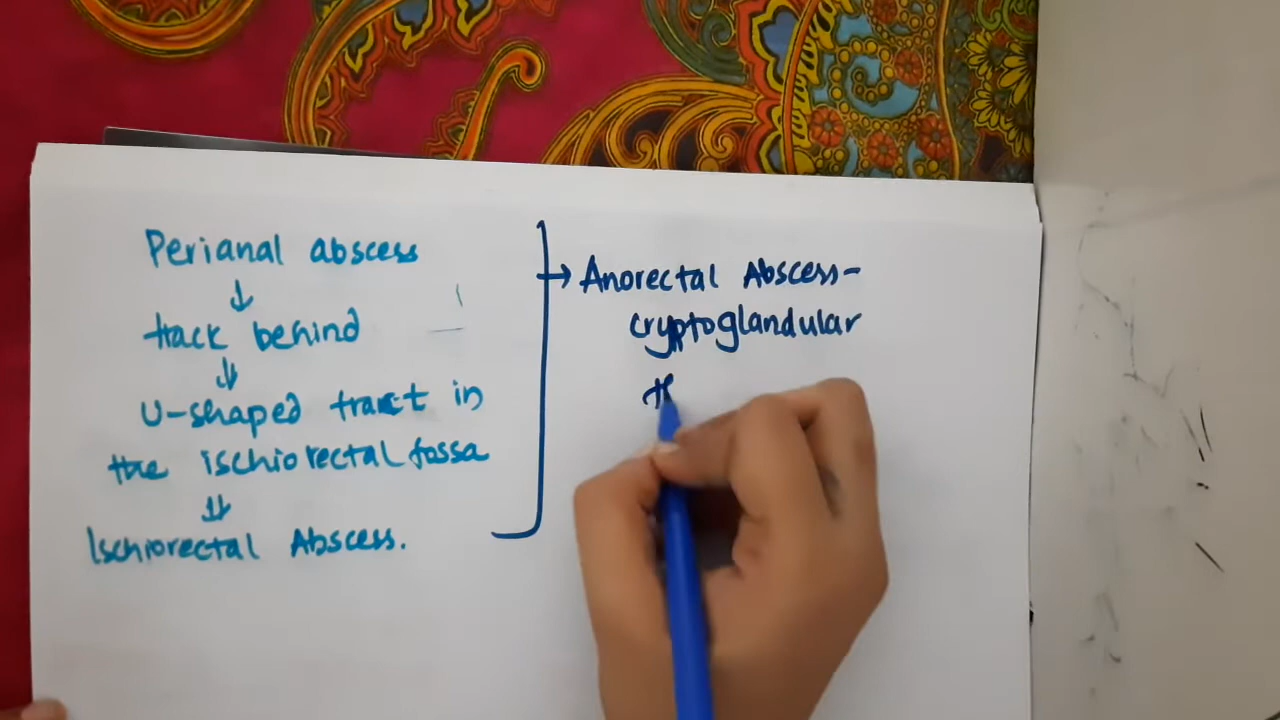 Perianal abscess
↓
track behind
↓
U-shaped tract in
the ischiorectal fossa
↓
Ischiorectal Abscess.
→ Anorectal Abscess-
cryptoglandular